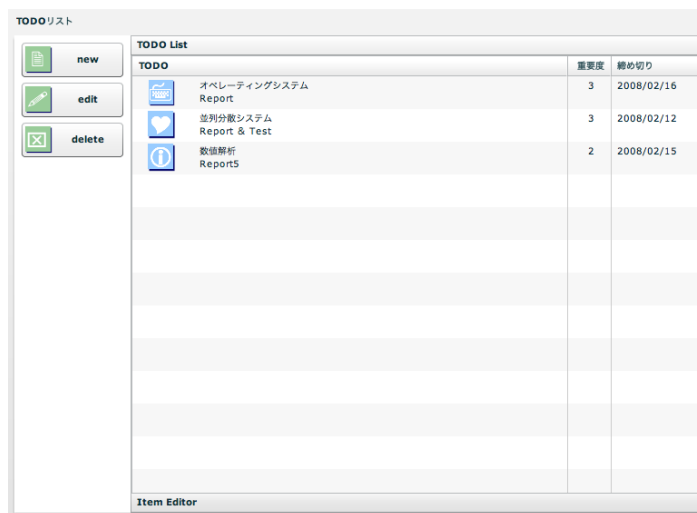 TODOリスト
new
edit
delete
TODO List
TODO 重要度 締め切り
オペレーティングシステム 3 2008/02/16
Report
並列分散システム 3 2008/02/12
Report & Test
数値解析 2 2008/02/15
Report5
Item Editor